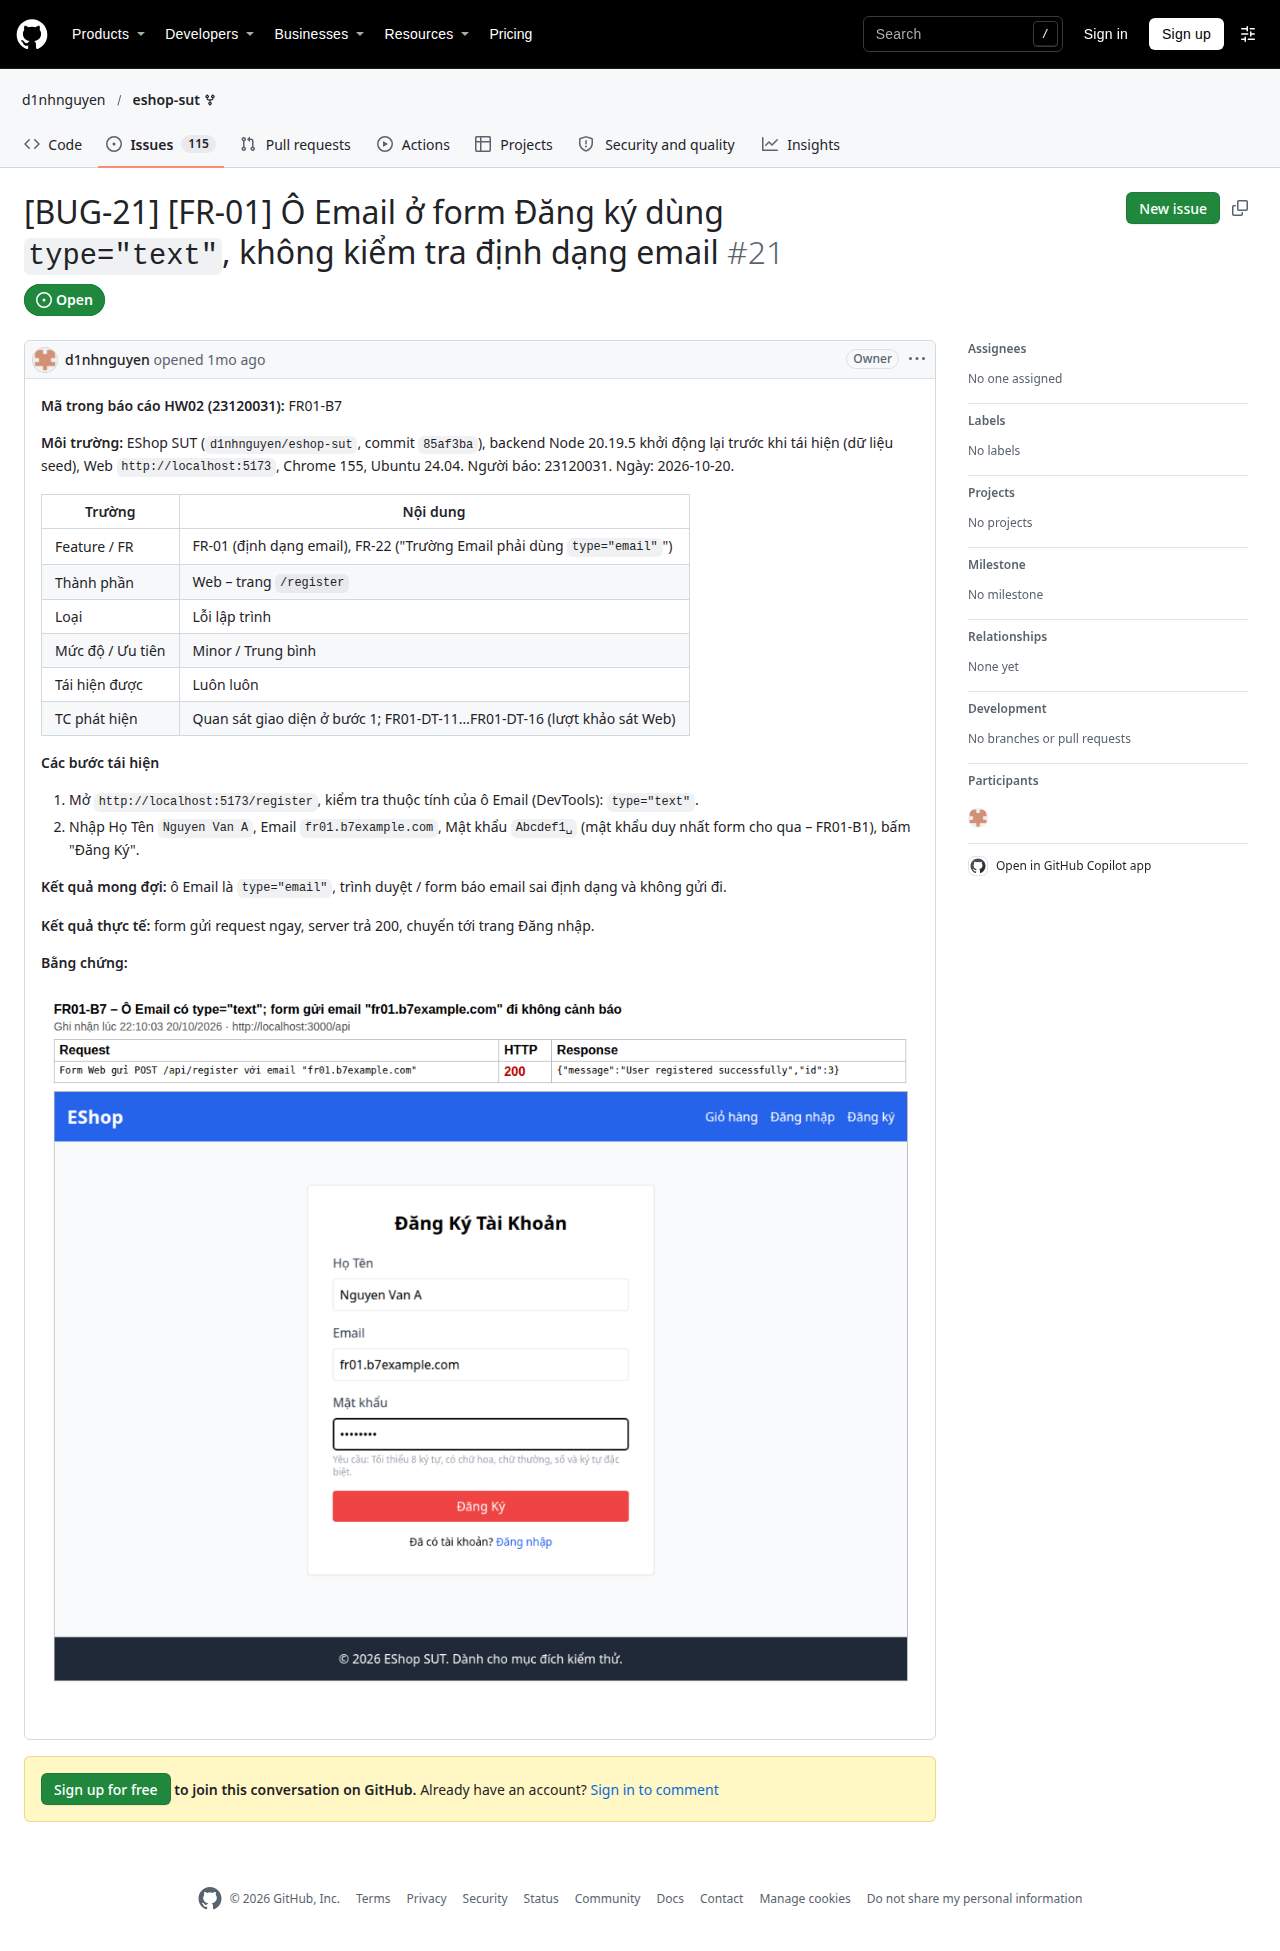 Products
Developers
Businesses
Resources
Pricing
Search
/
Sign in
Sign up
d1nhnguyen / eshop-sut
Code
Issues 115
Pull requests
Actions
Projects
Security and quality
Insights
[BUG-21] [FR-01] Ô Email ở form Đăng ký dùng
type="text", không kiểm tra định dạng email #21
New issue
Open
d1nhnguyen opened 1mo ago
Owner
Mã trong báo cáo HW02 (23120031): FR01-B7
Môi trường: EShop SUT ( d1nhnguyen/eshop-sut , commit 85af3ba ), backend Node 20.19.5 khởi động lại trước khi tái hiện (dữ liệu
seed), Web http://localhost:5173 , Chrome 155, Ubuntu 24.04. Người báo: 23120031. Ngày: 2026-10-20.
Trường Nội dung
Feature / FR FR-01 (định dạng email), FR-22 ("Trường Email phải dùng type="email" ")
Thành phần Web – trang /register
Loại Lỗi lập trình
Mức độ / Ưu tiên Minor / Trung bình
Tái hiện được Luôn luôn
TC phát hiện Quan sát giao diện ở bước 1; FR01-DT-11...FR01-DT-16 (lượt khảo sát Web)
Các bước tái hiện
1. Mở http://localhost:5173/register , kiểm tra thuộc tính của ô Email (DevTools): type="text" .
2. Nhập Họ Tên Nguyen Van A , Email fr01.b7example.com , Mật khẩu Abcdef1␣ (mật khẩu duy nhất form cho qua – FR01-B1), bấm
"Đăng Ký".
Kết quả mong đợi: ô Email là type="email" , trình duyệt / form báo email sai định dạng và không gửi đi.
Kết quả thực tế: form gửi request ngay, server trả 200, chuyển tới trang Đăng nhập.
Bằng chứng:
FR01-B7 – Ô Email có type="text"; form gửi email "fr01.b7example.com" đi không cảnh báo
Ghi nhận lúc 22:10:03 20/10/2026 · http://localhost:3000/api
Request HTTP Response
Form Web gửi POST /api/register với email "fr01.b7example.com" 200 {"message":"User registered successfully","id":3}
EShop
Giỏ hàng
Đăng nhập
Đăng ký
Đăng Ký Tài Khoản
Họ Tên
Nguyen Van A
Email
fr01.b7example.com
Mật khẩu
••••••••
Yêu cầu: Tối thiểu 8 ký tự, có chữ hoa, chữ thường, số và ký tự đặc
biệt.
Đăng Ký
Đã có tài khoản? Đăng nhập
© 2026 EShop SUT. Dành cho mục đích kiểm thử.
Assignees
No one assigned
Labels
No labels
Projects
No projects
Milestone
No milestone
Relationships
None yet
Development
No branches or pull requests
Participants
Open in GitHub Copilot app
Sign up for free to join this conversation on GitHub. Already have an account? Sign in to comment
© 2026 GitHub, Inc.
Terms
Privacy
Security
Status
Community
Docs
Contact
Manage cookies
Do not share my personal information